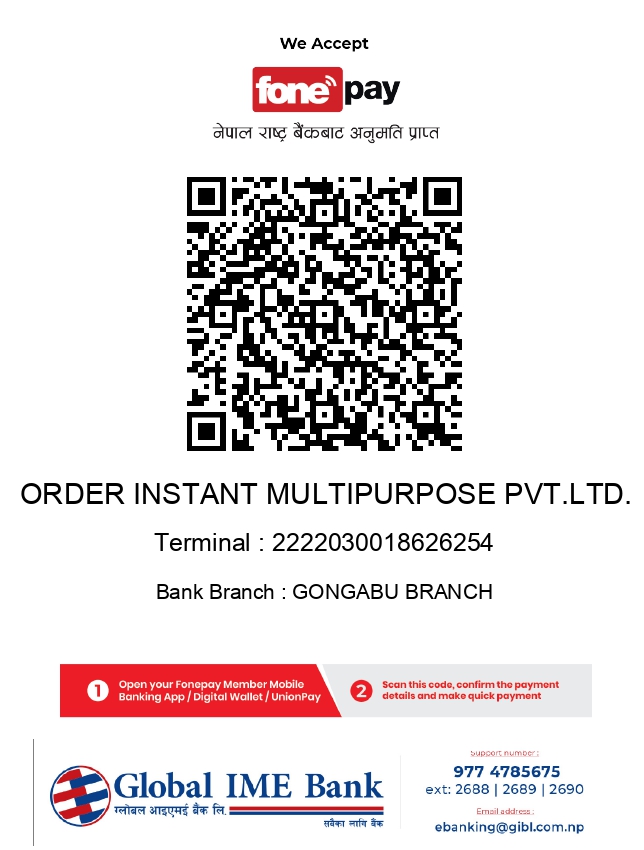 We Accept
fonepay
नेपाल राष्ट्र बैंकबाट अनुमति प्राप्त
ORDER INSTANT MULTIPURPOSE PVT.LTD.
Terminal : 2222030018626254
Bank Branch : GONGABU BRANCH
1 Open your Fonepay Member Mobile
Banking App / Digital Wallet / UnionPay
2 Scan this code, confirm the payment
details and make quick payment
Global IME Bank
ग्लोबल आइएमई बैंक लि.
सबैका लागि बैंक
Support number :
977 4785675
ext: 2688 | 2689 | 2690
Email address :
ebanking@gibl.com.np